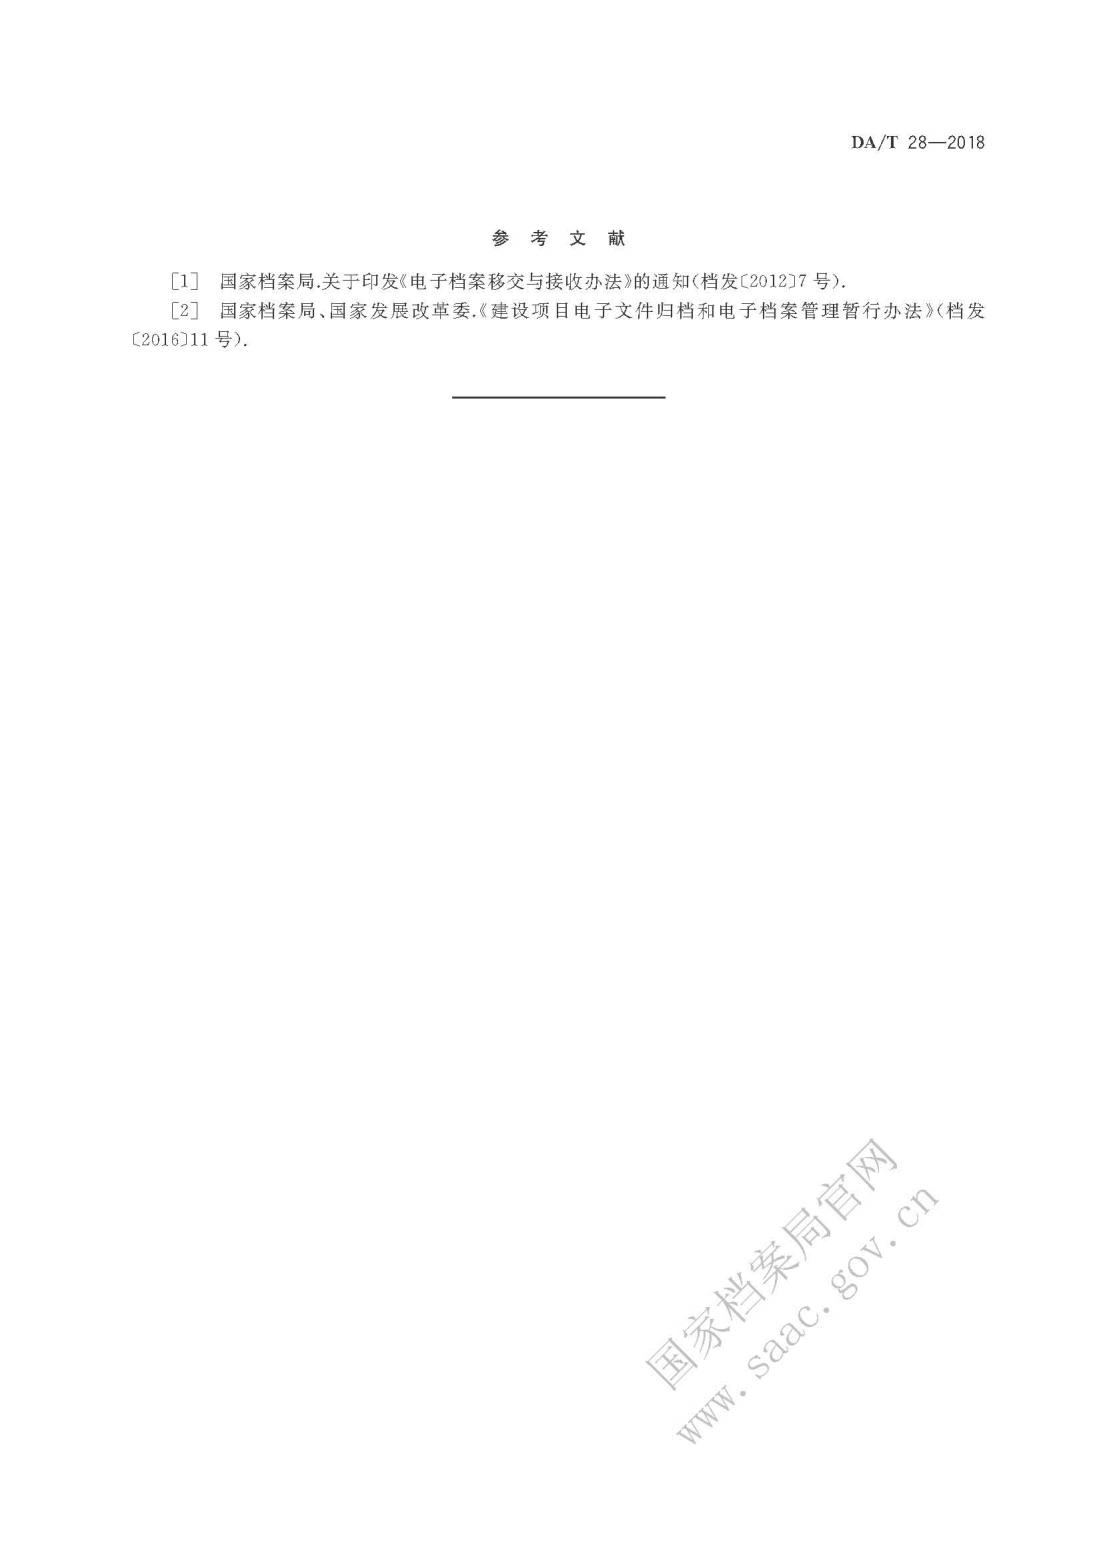 DA/T 28—2018
参 考 文 献
［1］ 国家档案局.关于印发《电子档案移交与接收办法》的通知(档发〔2012〕7 号).
［2］ 国家档案局、国家发展改革委.《建设项目电子文件归档和电子档案管理暂行办法》(档发
〔2016〕11 号).
国家档案局官网
www.saac.gov.cn